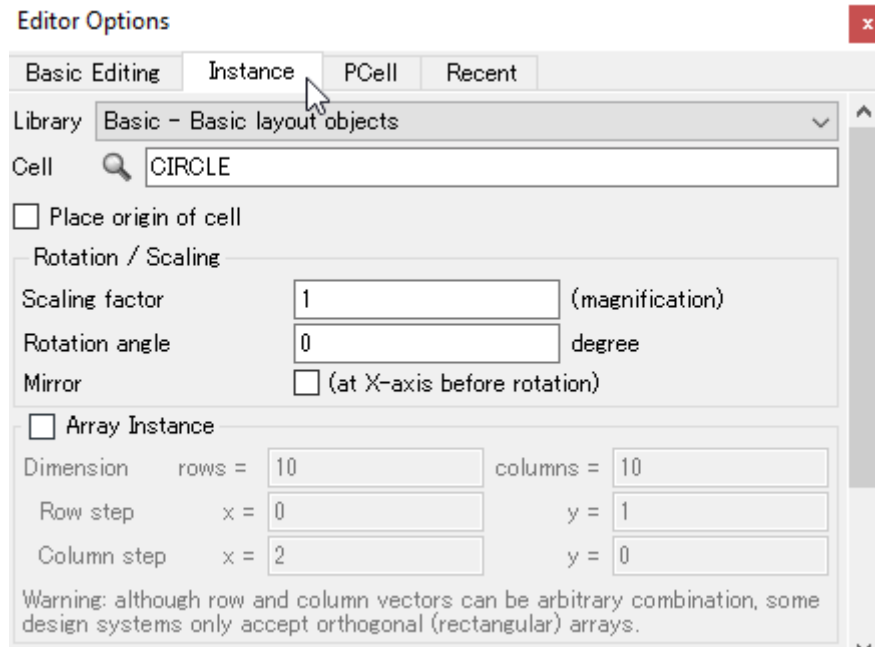 Editor Options
x
Basic Editing Instance PCell Recent
Library Basic - Basic layout objects
Cell CIRCLE
Place origin of cell
Rotation / Scaling
Scaling factor 1 (magnification)
Rotation angle 0 degree
Mirror (at X-axis before rotation)
Array Instance
Dimension rows = 10 columns = 10
Row step x = 0 y = 1
Column step x = 2 y = 0
Warning: although row and column vectors can be arbitrary combination, some
design systems only accept orthogonal (rectangular) arrays.